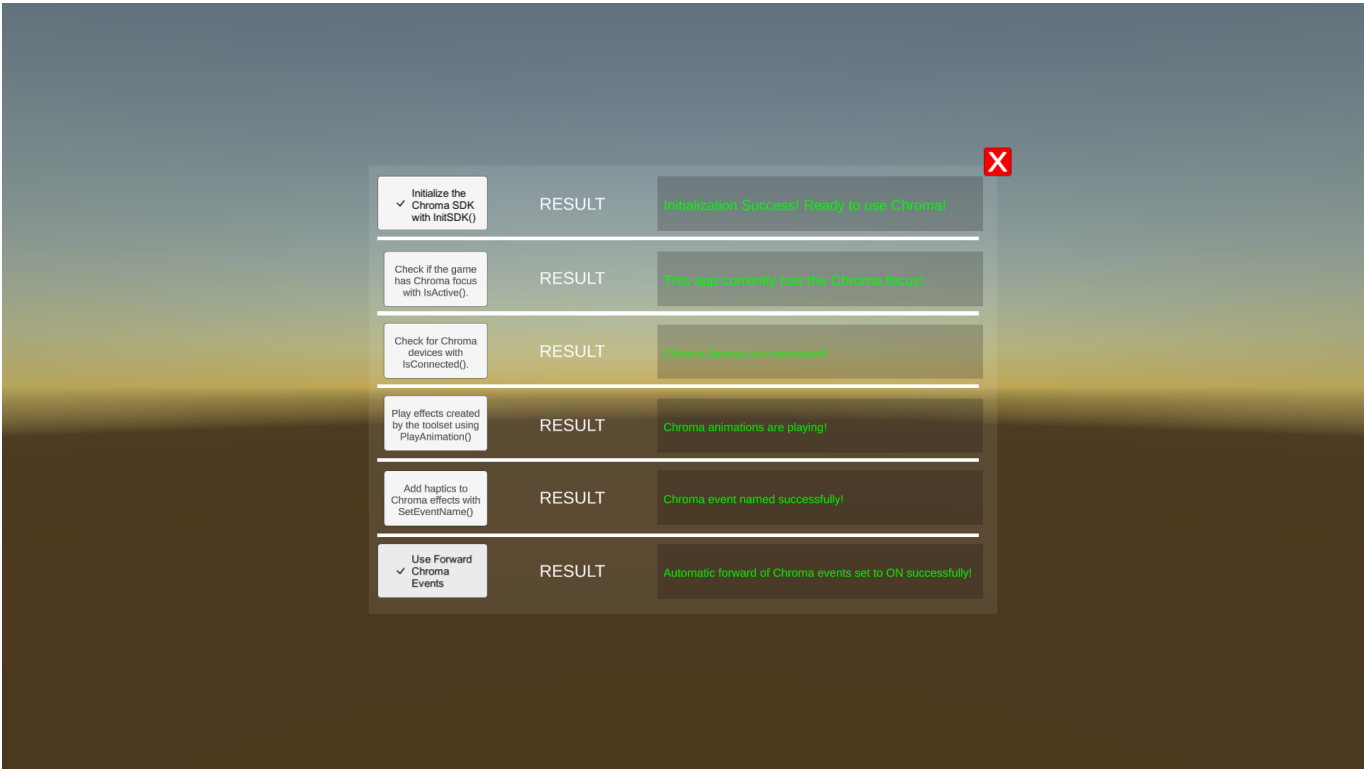 X
Initialize the
Chroma SDK
with InitSDK()
RESULT
Initialization Success! Ready to use Chroma!
Check if the game
has Chroma focus
with IsActive().
RESULT
This app currently has the Chroma focus!
Check for Chroma
devices with
IsConnected().
RESULT
Chroma devices are connected!
Play effects created
by the toolset using
PlayAnimation()
RESULT
Chroma animations are playing!
Add haptics to
Chroma effects with
SetEventName()
RESULT
Chroma event named successfully!
Use Forward
Chroma
Events
RESULT
Automatic forward of Chroma events set to ON successfully!